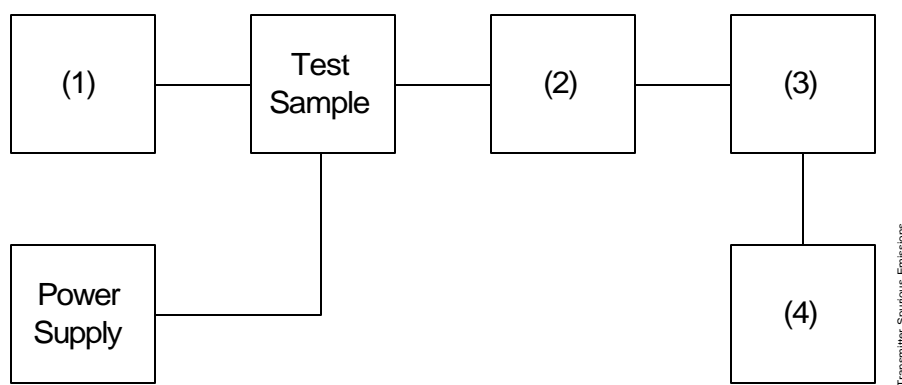 (1)
Test
Sample
(2)
(3)
Power
Supply
(4)
Transmitter Spurious Emissions